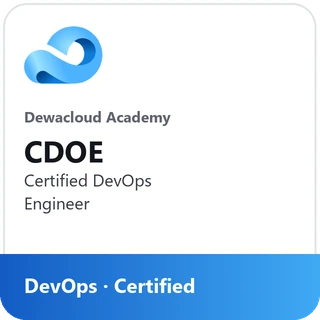 Dewacloud Academy
CDOE
Certified DevOps
Engineer
DevOps · Certified